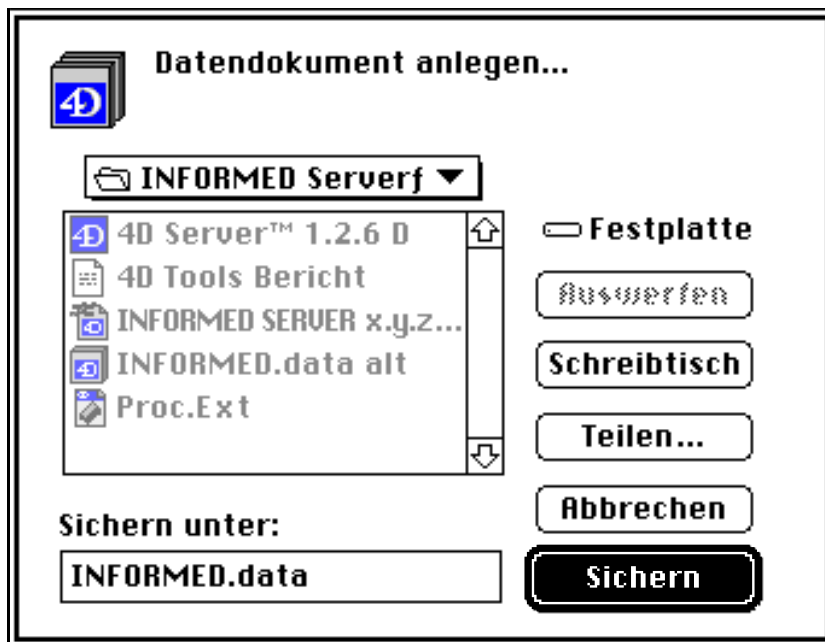 Datendokument anlegen...
4D
INFORMED Serverƒ
4D Server™ 1.2.6 D
4D Tools Bericht
INFORMED SERVER x.y.z...
INFORMED.data alt
Proc.Ext
Festplatte
Auswerfen
Schreibtisch
Teilen...
Abbrechen
Sichern unter:
INFORMED.data
Sichern